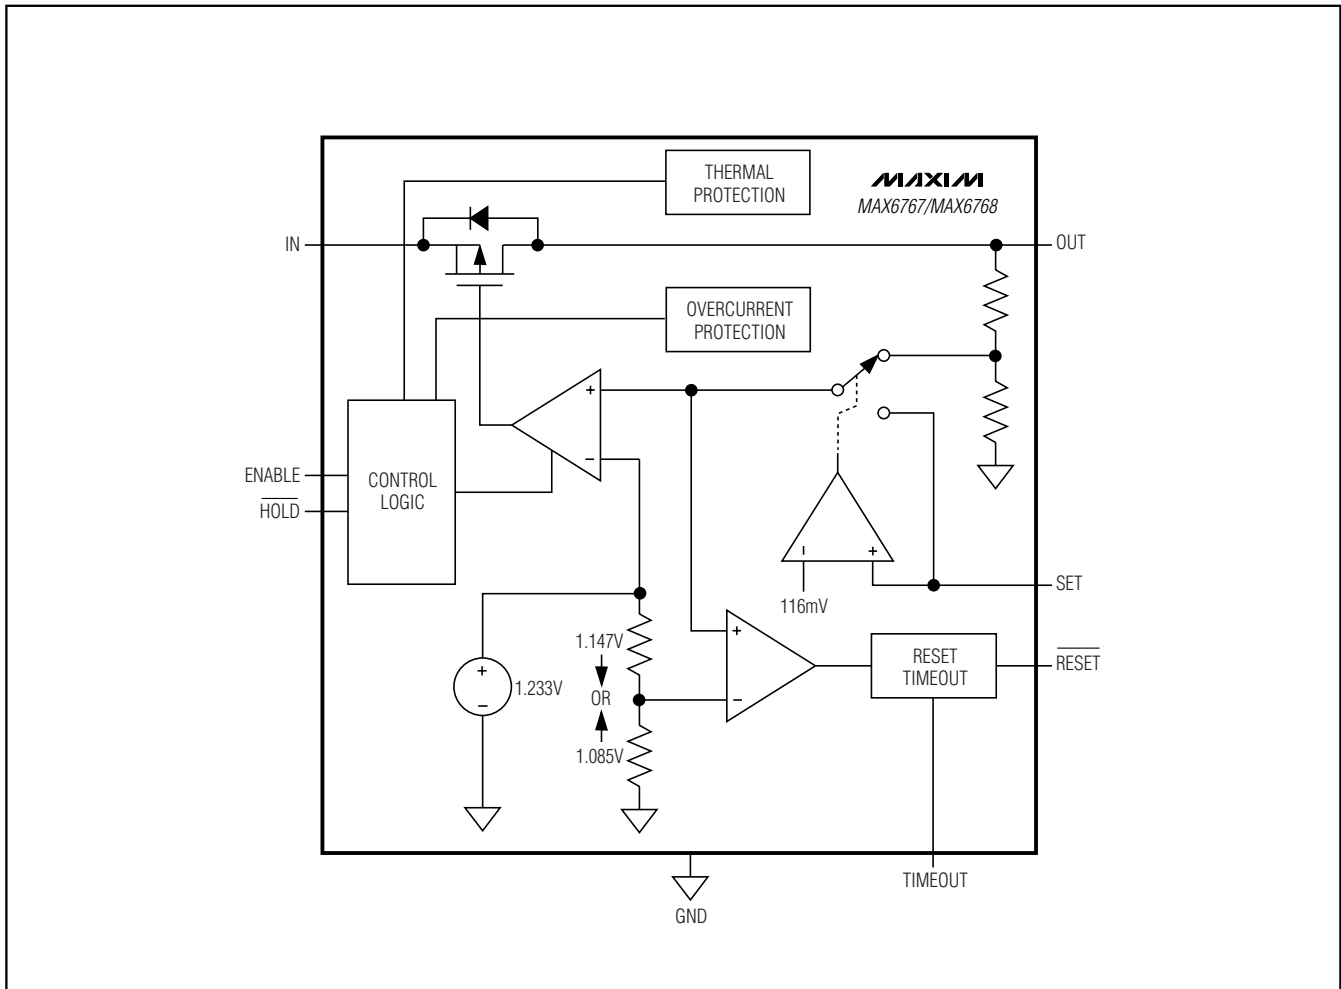 THERMAL
PROTECTION
MAXIM
MAX6767/MAX6768
IN
OUT
OVERCURRENT
PROTECTION
+
−
ENABLE
HOLD
CONTROL
LOGIC
−
+
116mV
SET
1.147V
OR
1.085V
+
−
1.233V
+
−
RESET
TIMEOUT
RESET
TIMEOUT
GND